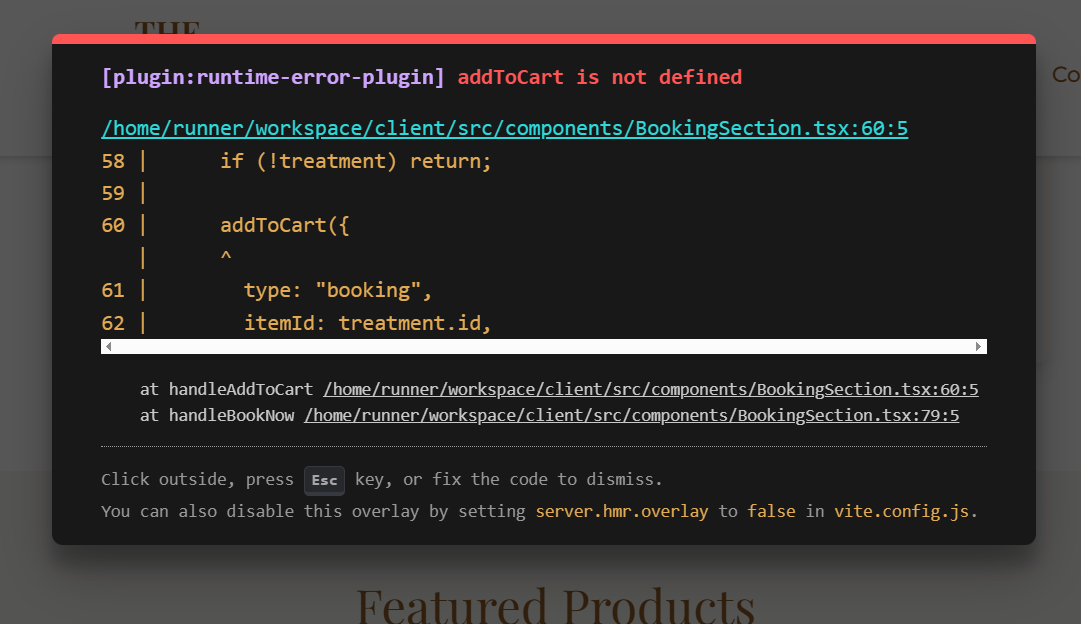 THE
[plugin:runtime-error-plugin] addToCart is not defined
Co
/home/runner/workspace/client/src/components/BookingSection.tsx:60:5
58 |      if (!treatment) return;
59 |
60 |      addToCart({
|      ^
61 |        type: "booking",
62 |        itemId: treatment.id,
at handleAddToCart /home/runner/workspace/client/src/components/BookingSection.tsx:60:5
at handleBookNow /home/runner/workspace/client/src/components/BookingSection.tsx:79:5
Click outside, press Esc key, or fix the code to dismiss.
You can also disable this overlay by setting server.hmr.overlay to false in vite.config.js.
Featured Products